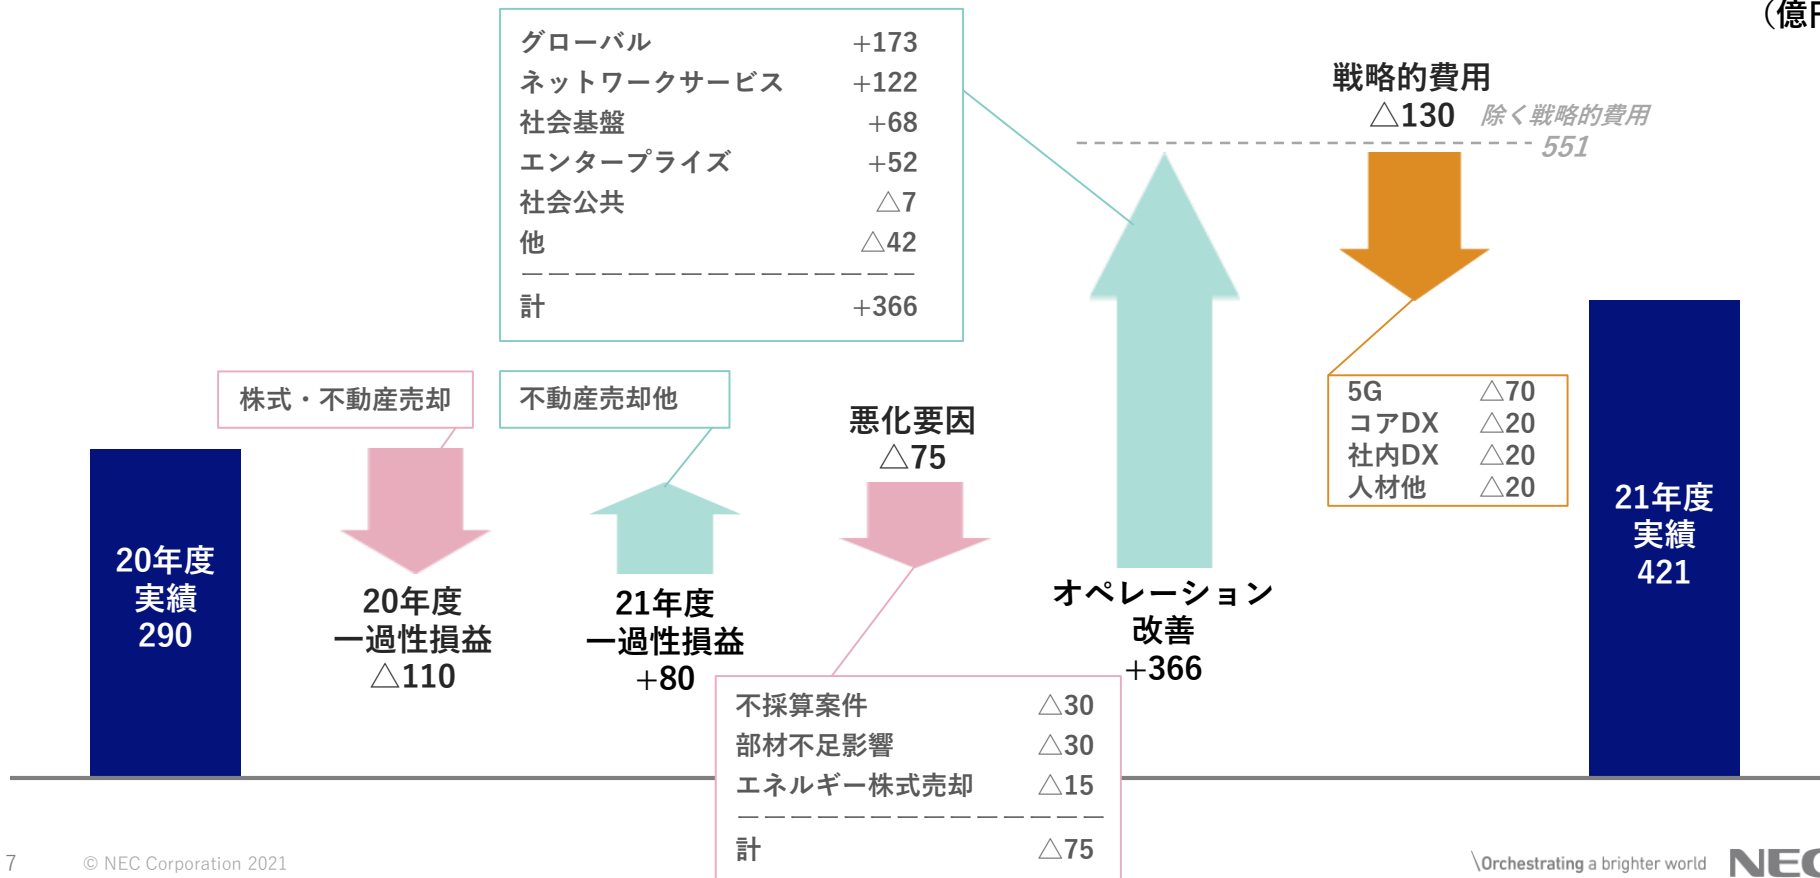 （億
グローバル +173
ネットワークサービス +122
社会基盤 +68
エンタープライズ +52
社会公共 △7
他 △42
計 +366
戦略的費用
△130
除く戦略的費用
551
株式・不動産売却
不動産売却他
悪化要因
△75
5G △70
コアDX △20
社内DX △20
人材他 △20
20年度
実績
290
20年度
一過性損益
△110
21年度
一過性損益
+80
オペレーション
改善
+366
21年度
実績
421
不採算案件 △30
部材不足影響 △30
エネルギー株式売却 △15
計 △75
7 © NEC Corporation 2021
\Orchestrating a brighter world NEC